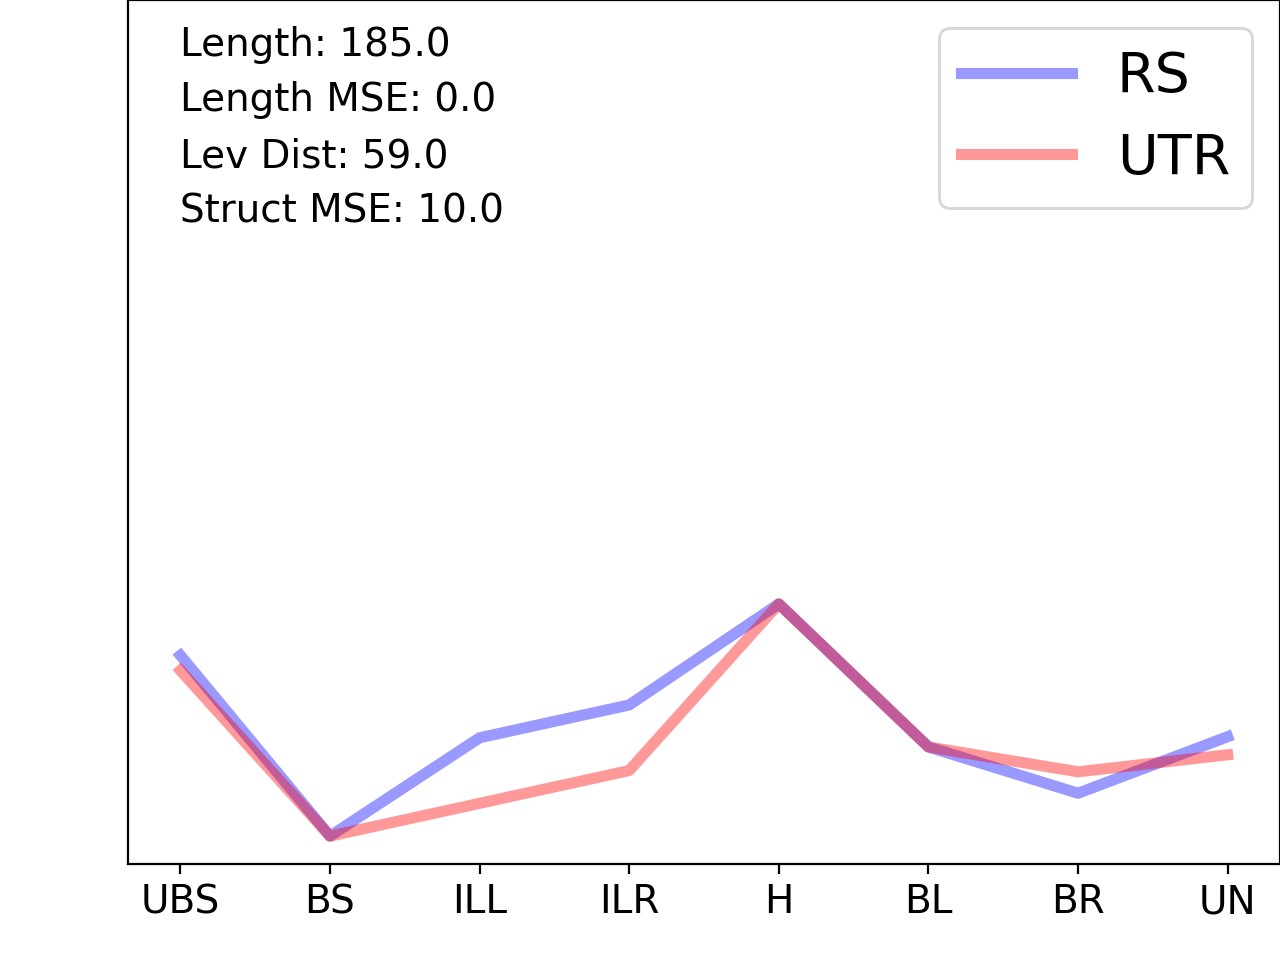 Length: 185.0
Length MSE: 0.0
Lev Dist: 59.0
Struct MSE: 10.0
RS
UTR
UBS BS ILL ILR H BL BR UN